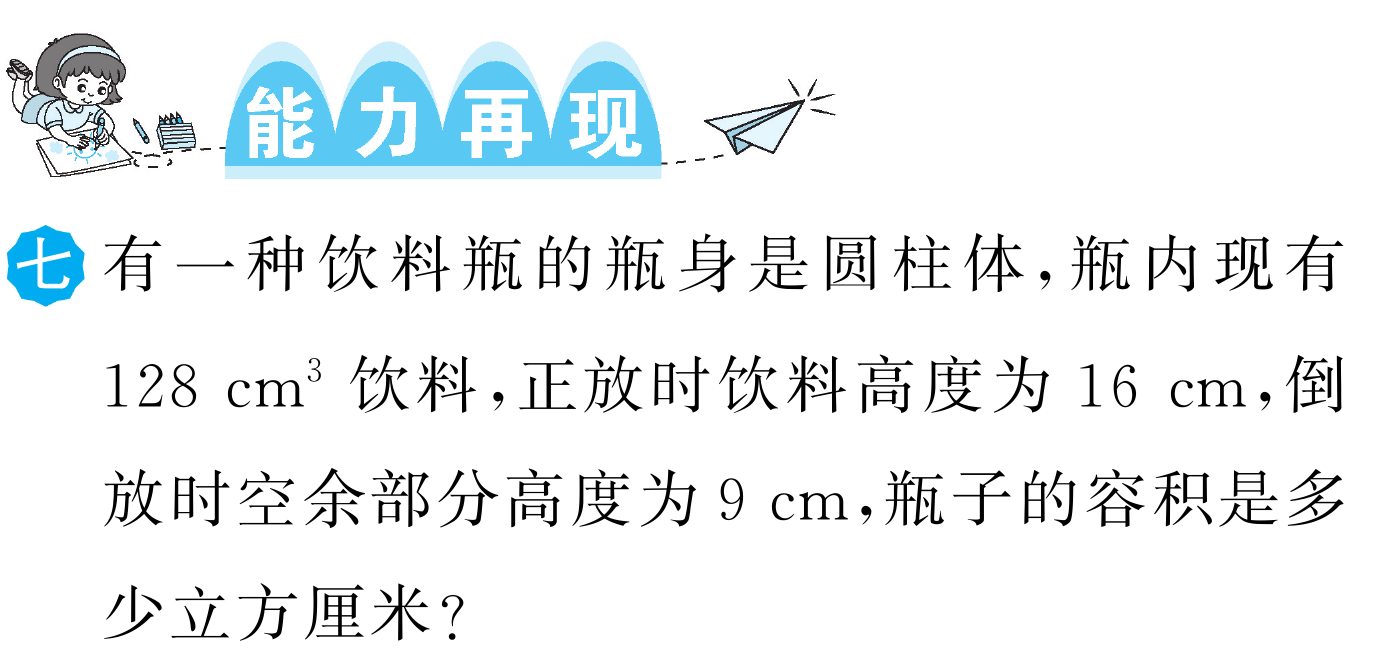 能力再现
七 有一种饮料瓶的瓶身是圆柱体,瓶内现有
128 cm³ 饮料,正放时饮料高度为 16 cm,倒
放时空余部分高度为 9 cm,瓶子的容积是多
少立方厘米?